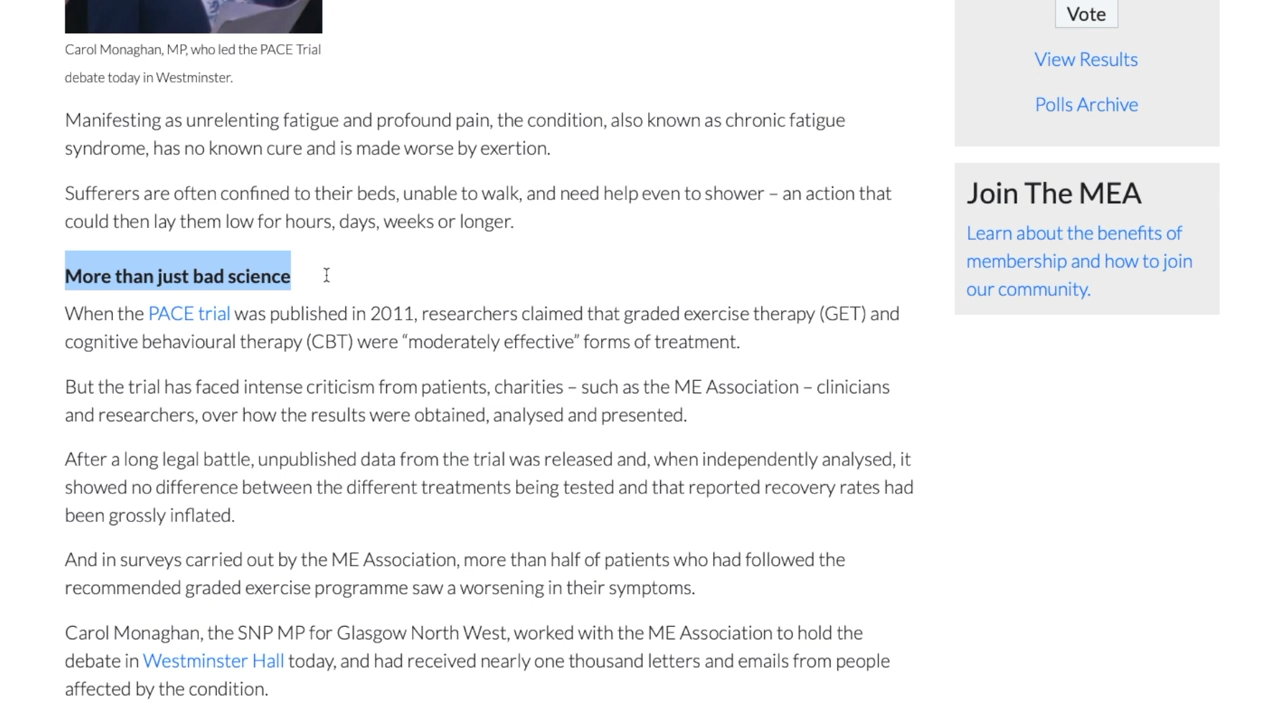 Carol Monaghan, MP, who led the PACE Trial
debate today in Westminster.
Manifesting as unrelenting fatigue and profound pain, the condition, also known as chronic fatigue
syndrome, has no known cure and is made worse by exertion.
Sufferers are often confined to their beds, unable to walk, and need help even to shower – an action that
could then lay them low for hours, days, weeks or longer.
More than just bad science
When the PACE trial was published in 2011, researchers claimed that graded exercise therapy (GET) and
cognitive behavioural therapy (CBT) were “moderately effective” forms of treatment.
But the trial has faced intense criticism from patients, charities – such as the ME Association – clinicians
and researchers, over how the results were obtained, analysed and presented.
After a long legal battle, unpublished data from the trial was released and, when independently analysed, it
showed no difference between the different treatments being tested and that reported recovery rates had
been grossly inflated.
And in surveys carried out by the ME Association, more than half of patients who had followed the
recommended graded exercise programme saw a worsening in their symptoms.
Carol Monaghan, the SNP MP for Glasgow North West, worked with the ME Association to hold the
debate in Westminster Hall today, and had received nearly one thousand letters and emails from people
affected by the condition.
Vote
View Results
Polls Archive
Join The MEA
Learn about the benefits of
membership and how to join
our community.